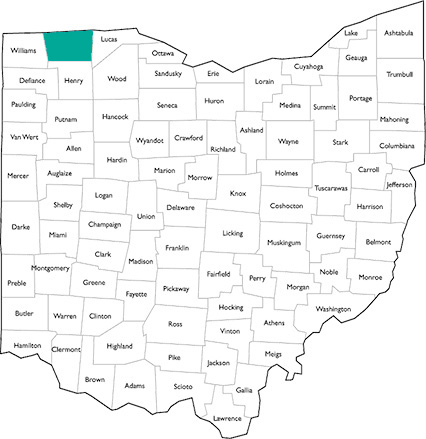 Lake
Ashtabula
Lucas
Williams
Ottawa
Geauga
Cuyahoga
Trumbull
Defiance
Henry
Wood
Sandusky
Erie
Lorain
Paulding
Seneca
Huron
Medina
Summit
Portage
Mahoning
Putnam
Hancock
Van Wert
Wyandot
Crawford
Richland
Ashland
Wayne
Stark
Columbiana
Allen
Hardin
Mercer
Auglaize
Marion
Morrow
Holmes
Carroll
Jefferson
Tuscarawas
Logan
Knox
Shelby
Union
Delaware
Coshocton
Harrison
Darke
Miami
Champaign
Licking
Muskingum
Guernsey
Belmont
Clark
Madison
Franklin
Montgomery
Preble
Greene
Fairfield
Perry
Noble
Monroe
Fayette
Pickaway
Morgan
Hocking
Washington
Butler
Warren
Clinton
Ross
Vinton
Athens
Hamilton
Clermont
Highland
Pike
Jackson
Meigs
Brown
Adams
Scioto
Gallia
Lawrence